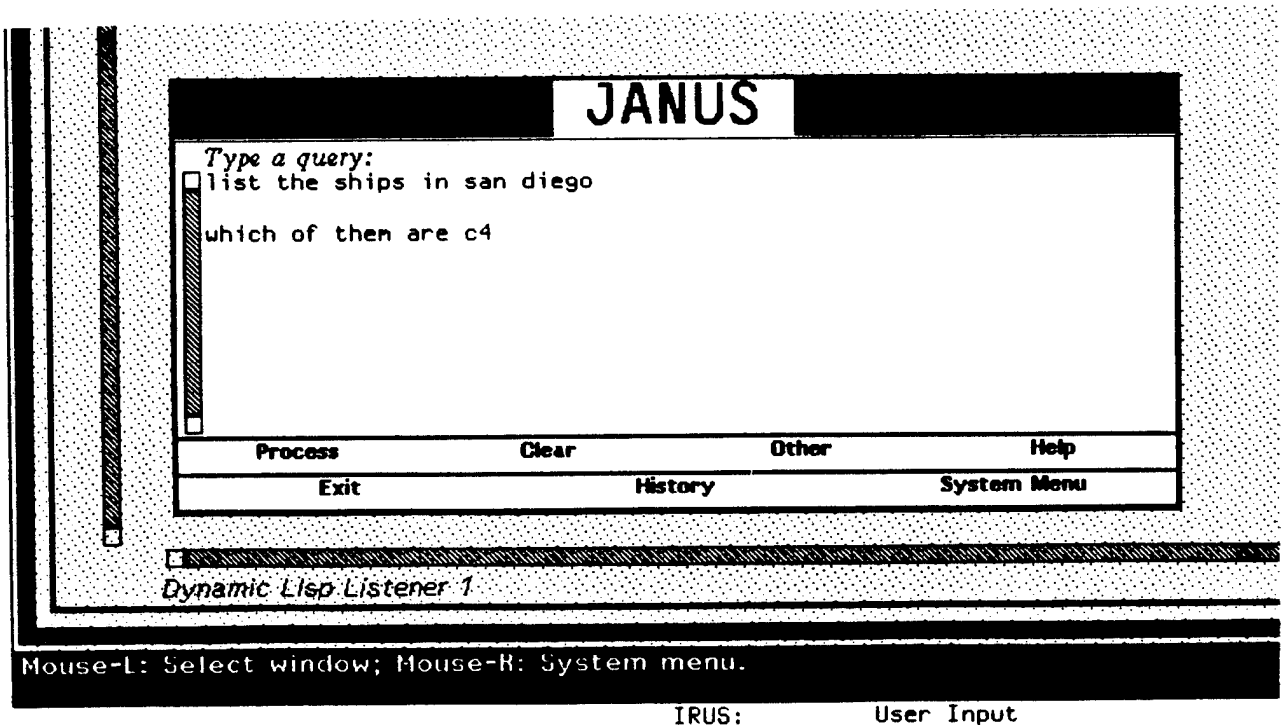 JANUS
Type a query:
list the ships in san diego
which of them are c4
Process Clear Other Help
Exit History System Menu
Dynamic Lisp Listener 1
Mouse-L: Select window; Mouse-R: System menu.
IRUS: User Input